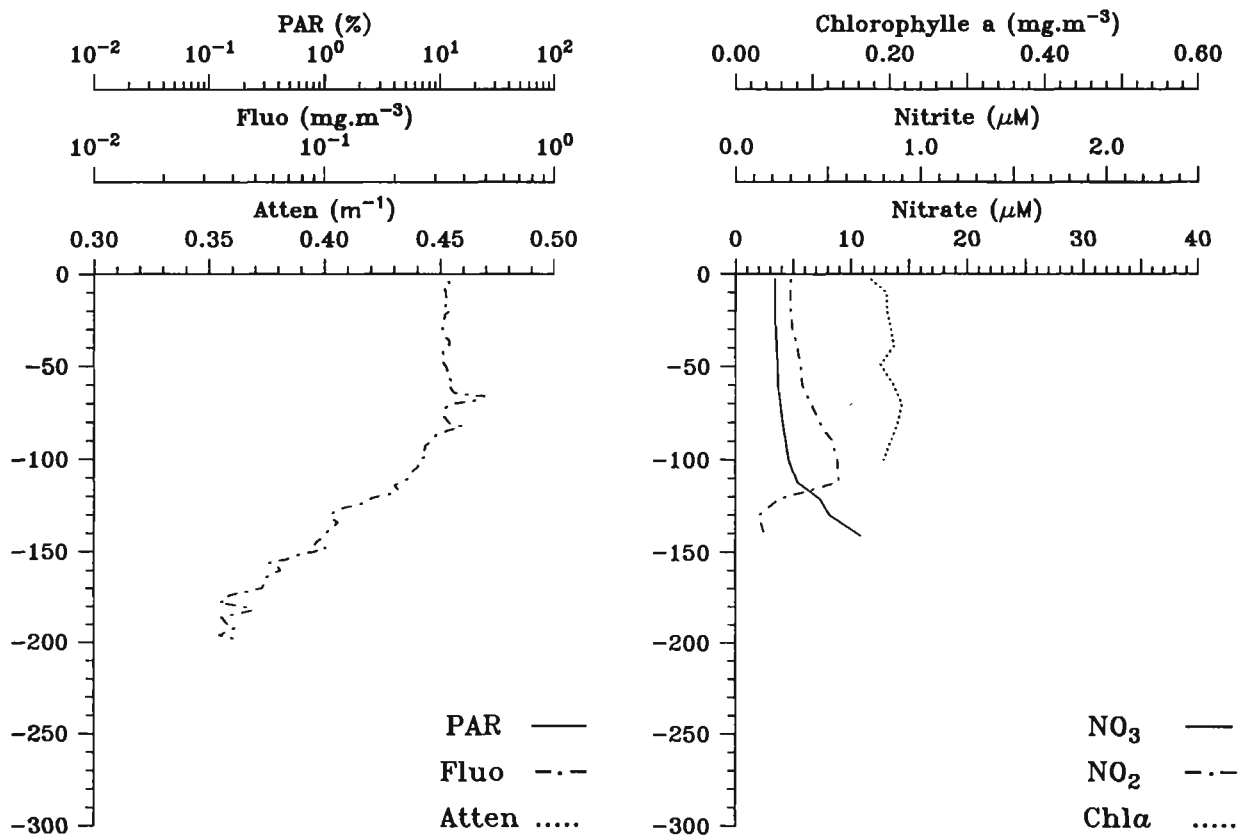 PAR (%)
10⁻² 10⁻¹ 10⁰ 10¹ 10²
Fluo (mg.m⁻³)
10⁻² 10⁻¹ 10⁰
Atten (m⁻¹)
0.30 0.35 0.40 0.45 0.50
0
−50
−100
−150
−200
−250
−300
PAR
Fluo
Atten
Chlorophylle a (mg.m⁻³)
0.00 0.20 0.40 0.60
Nitrite (μM)
0.0 1.0 2.0
Nitrate (μM)
0 10 20 30 40
0
−50
−100
−150
−200
−250
−300
NO₃
NO₂
Chla